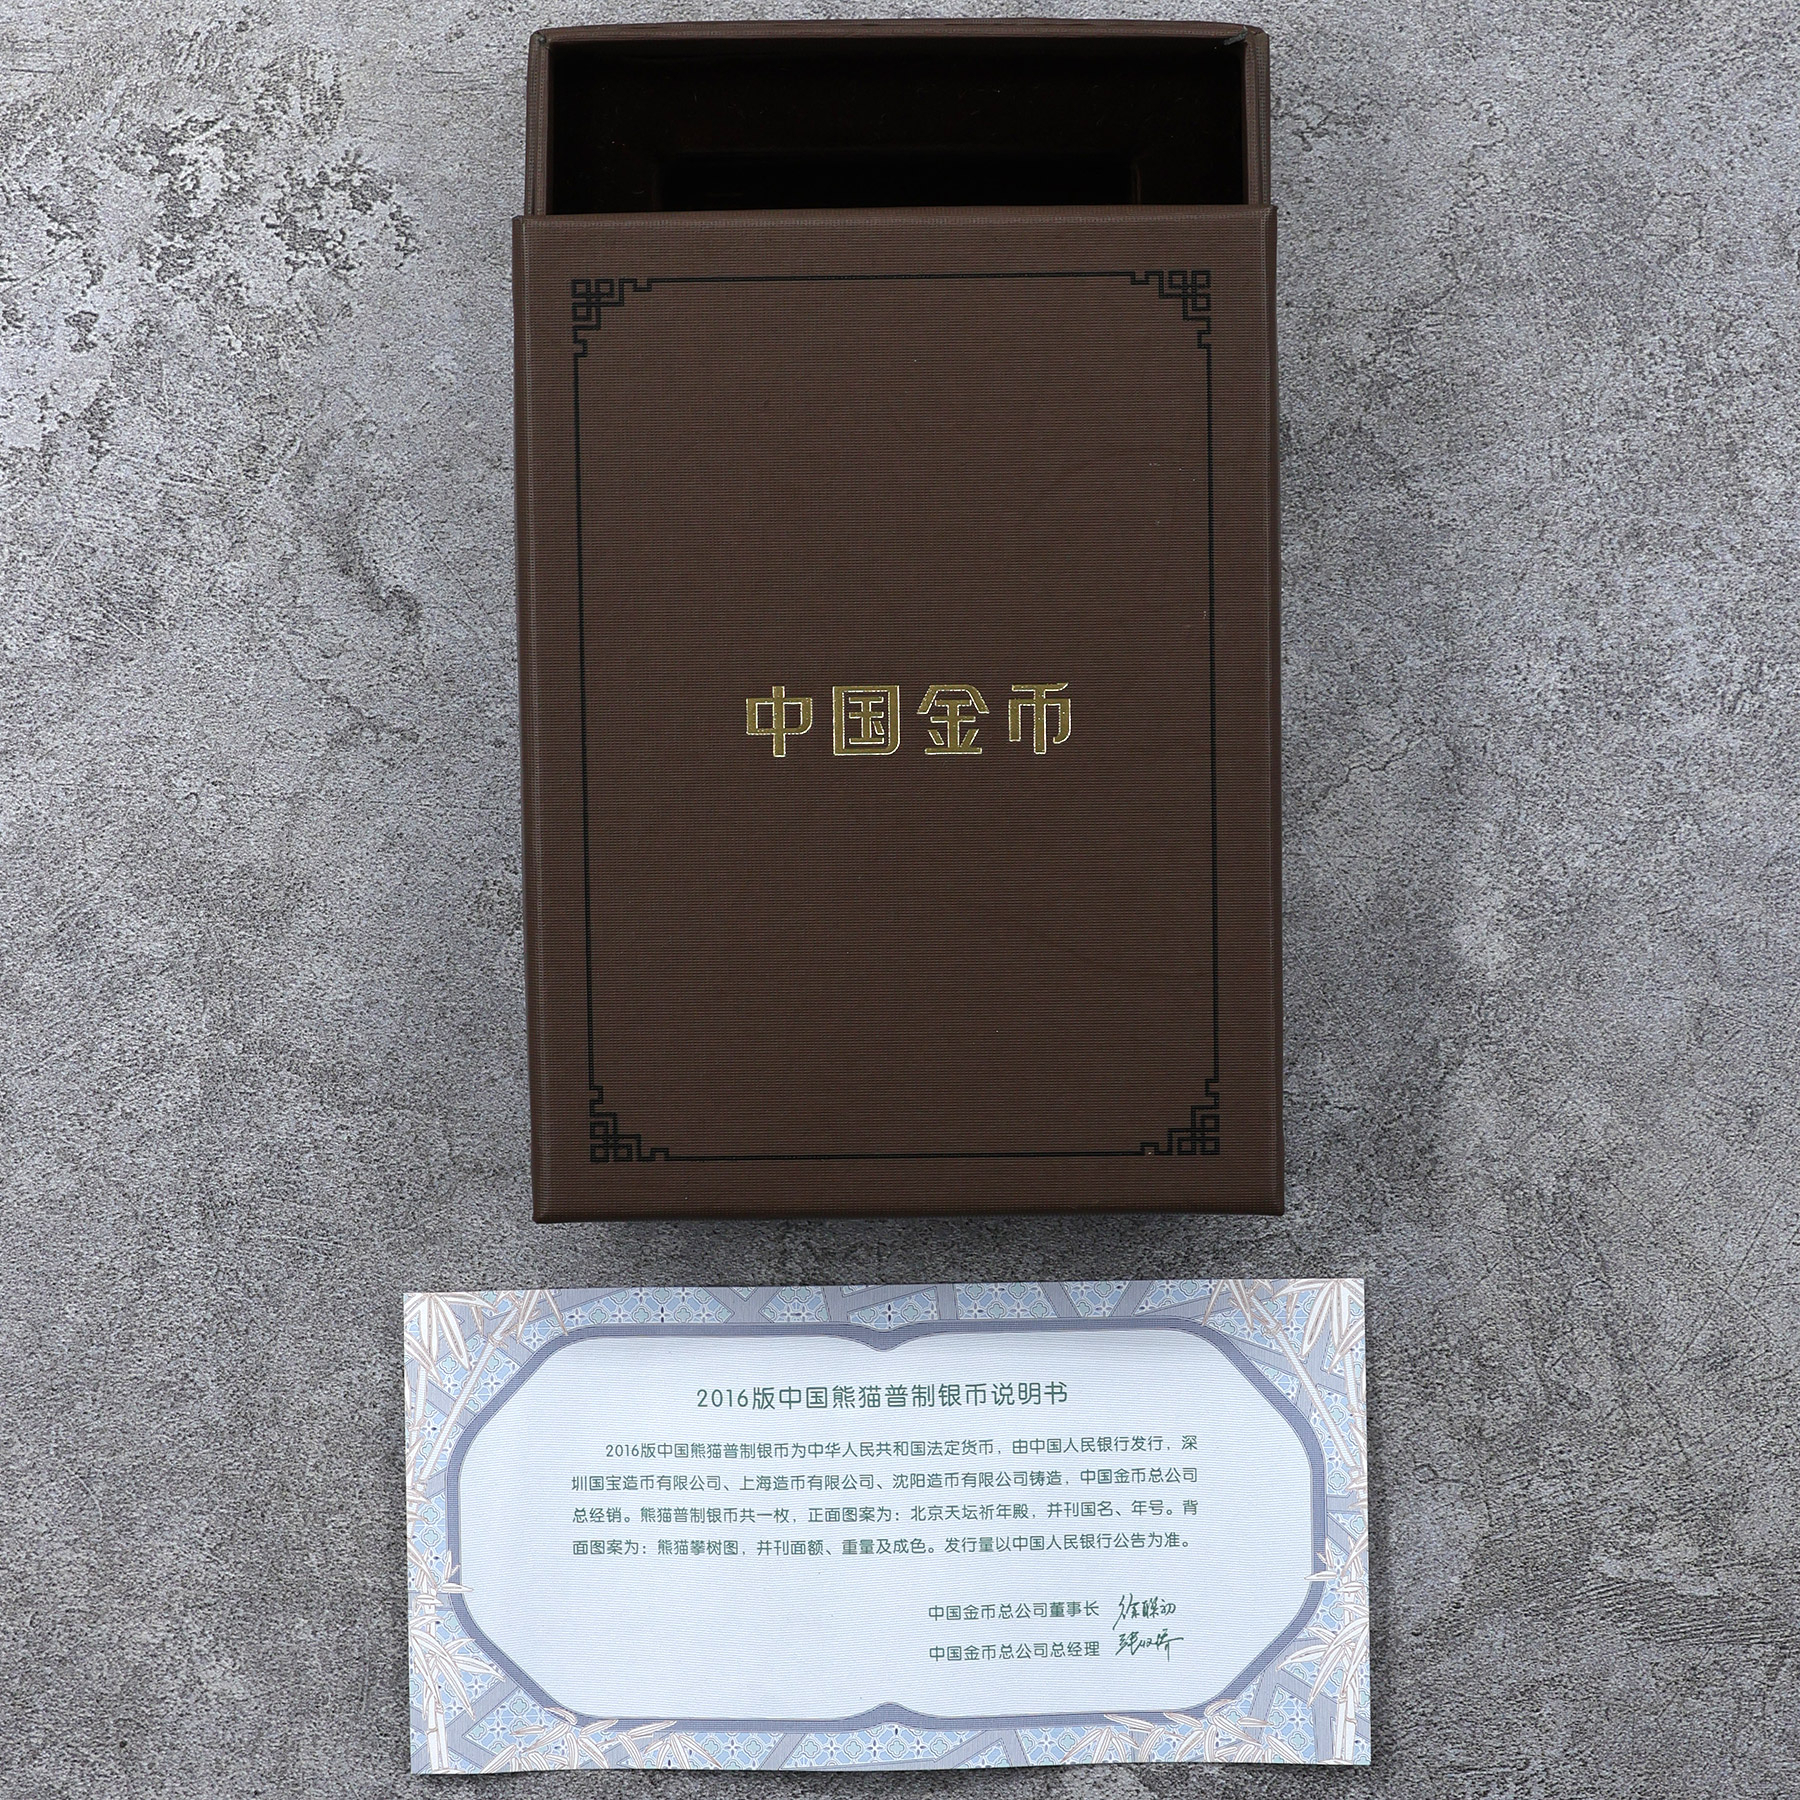 中国金币
2016版中国熊猫普制银币说明书
2016版中国熊猫普制银币为中华人民共和国法定货币，由中国人民银行发行，深
圳国宝造币有限公司、上海造币有限公司、沈阳造币有限公司铸造，中国金币总公司
总经销。熊猫普制银币共一枚，正面图案为：北京天坛祈年殿，并刊国名、年号。背
面图案为：熊猫攀树图，并刊面额、重量及成色。发行量以中国人民银行公告为准。
中国金币总公司董事长
中国金币总公司总经理